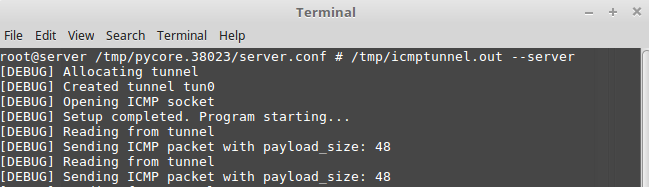 Terminal
File Edit View Search Terminal Help
root@server /tmp/pycore.38023/server.conf # /tmp/icmptunnel.out --server
[DEBUG] Allocating tunnel
[DEBUG] Created tunnel tun0
[DEBUG] Opening ICMP socket
[DEBUG] Setup completed. Program starting...
[DEBUG] Reading from tunnel
[DEBUG] Sending ICMP packet with payload_size: 48
[DEBUG] Reading from tunnel
[DEBUG] Sending ICMP packet with payload_size: 48